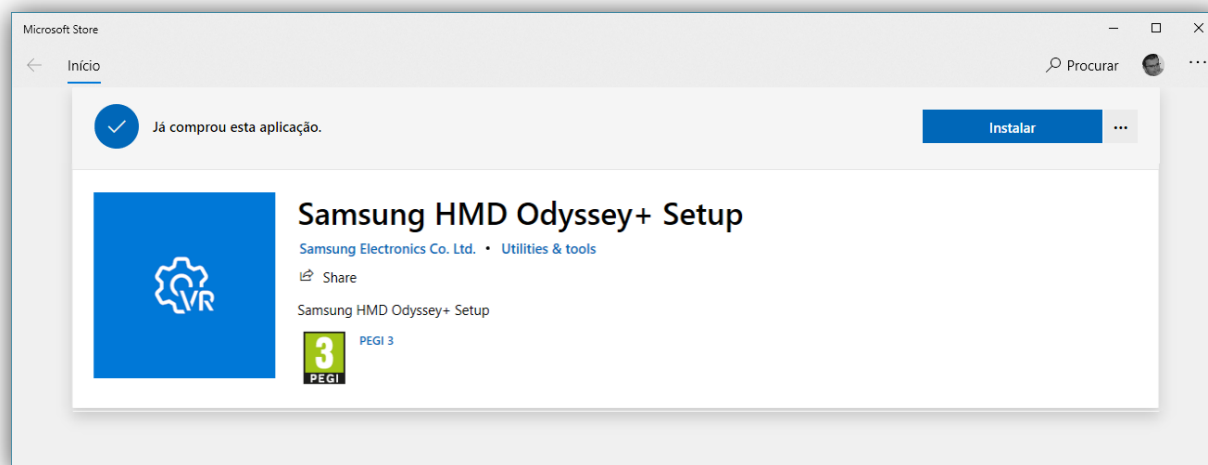 Microsoft Store
Início
Procurar
Já comprou esta aplicação.
Instalar
VR
Samsung HMD Odyssey+ Setup
Samsung Electronics Co. Ltd. • Utilities & tools
Share
Samsung HMD Odyssey+ Setup
3
PEGI
PEGI 3